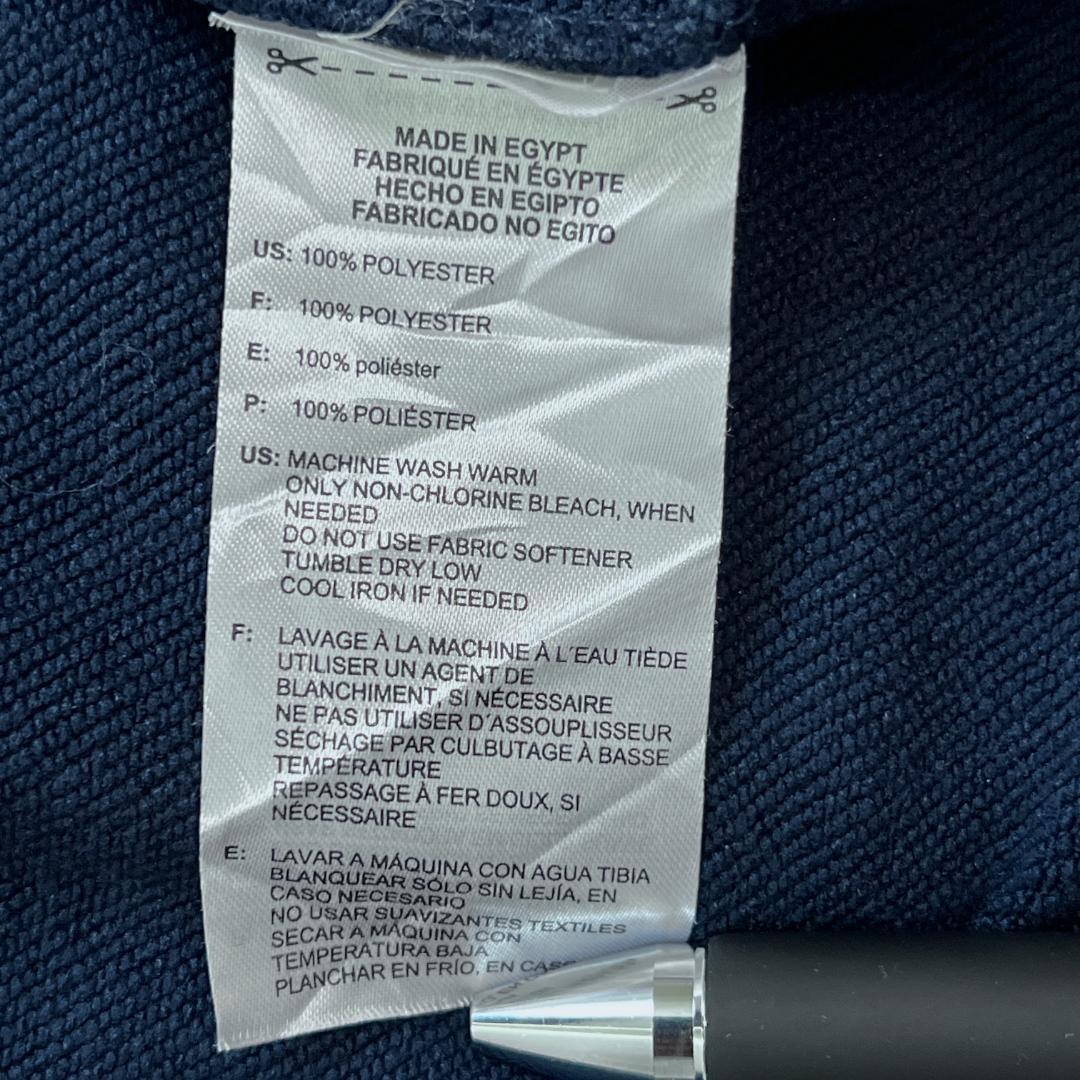 MADE IN EGYPT
FABRIQUÉ EN ÉGYPTE
HECHO EN EGIPTO
FABRICADO NO EGITO
US: 100% POLYESTER
F: 100% POLYESTER
E: 100% poliéster
P: 100% POLIÉSTER
US: MACHINE WASH WARM
ONLY NON-CHLORINE BLEACH, WHEN
NEEDED
DO NOT USE FABRIC SOFTENER
TUMBLE DRY LOW
COOL IRON IF NEEDED
F: LAVAGE À LA MACHINE À L´EAU TIÈDE
UTILISER UN AGENT DE
BLANCHIMENT, SI NÉCESSAIRE
NE PAS UTILISER D´ASSOUPLISSEUR
SÉCHAGE PAR CULBUTAGE À BASSE
TEMPÉRATURE
REPASSAGE À FER DOUX, SI
NÉCESSAIRE
E: LAVAR A MÁQUINA CON AGUA TIBIA
BLANQUEAR SÓLO SIN LEJÍA, EN
CASO NECESARIO
NO USAR SUAVIZANTES TEXTILES
SECAR A MÁQUINA CON
TEMPERATURA BAJA
PLANCHAR EN FRÍO, EN